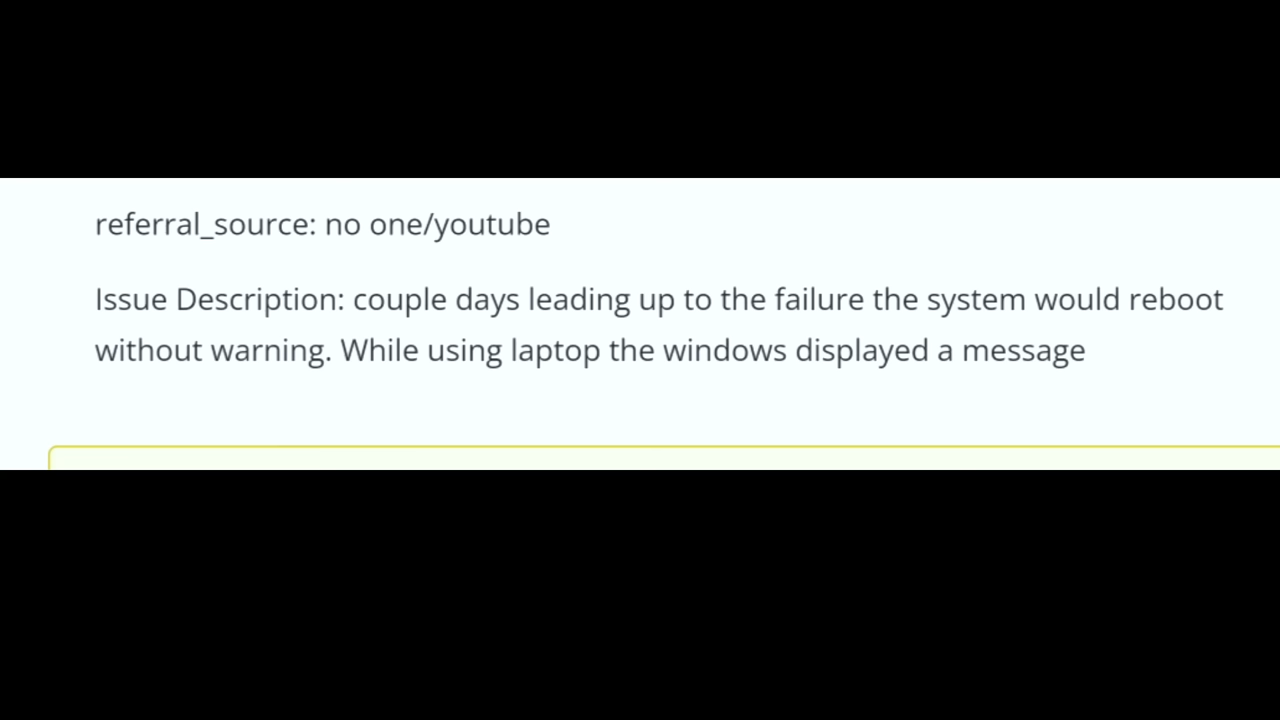 referral_source: no one/youtube
Issue Description: couple days leading up to the failure the system would reboot
without warning. While using laptop the windows displayed a message